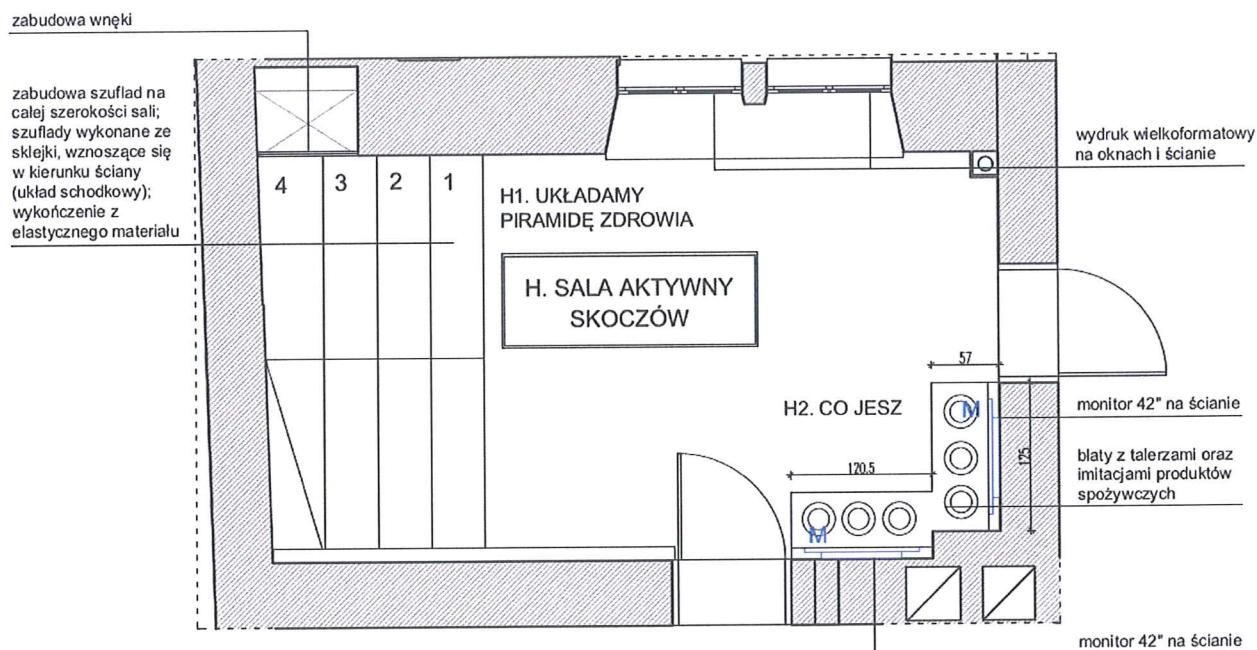 zabudowa wnęki
zabudowa szuflad na
całej szerokości sali;
szuflady wykonane ze
sklejki, wznoszące się
w kierunku ściany
(układ schodkowy);
wykończenie z
elastycznego materiału
4 3 2 1
H1. UKŁADAMY
PIRAMIDĘ ZDROWIA
H. SALA AKTYWNY
SKOCZÓW
wydruk wielkoformatowy
na oknach i ścianie
57
H2. CO JESZ
M
monitor 42" na ścianie
125
120.5
blaty z talerzami oraz
imitacjami produktów
spożywczych
M
monitor 42" na ścianie